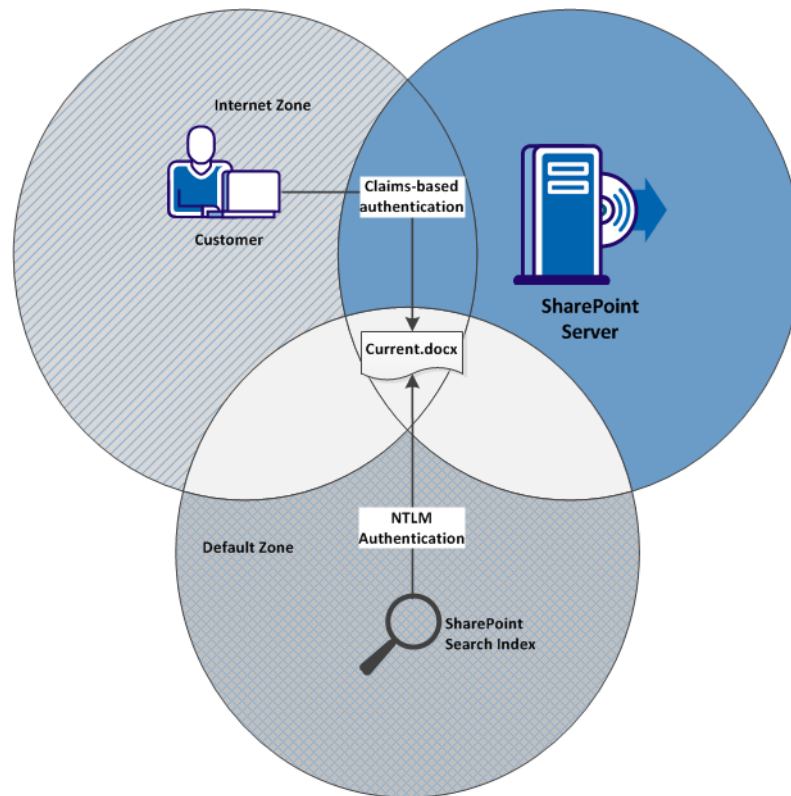 Internet Zone
Customer
Claims-based
authentication
SharePoint
Server
Current.docx
NTLM
Authentication
Default Zone
SharePoint
Search Index